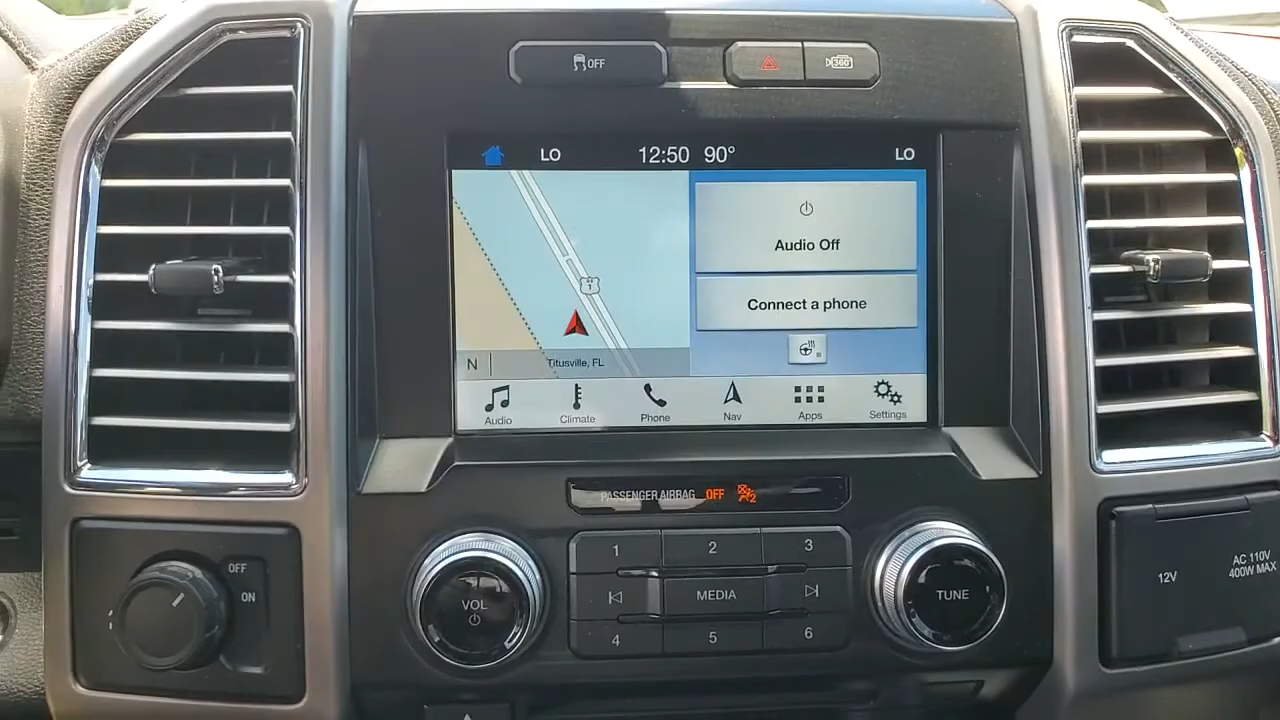 OFF
360°
LO 12:50 90° LO
Audio Off
1
Connect a phone
N Titusville, FL
Audio Climate Phone Nav Apps Settings
PASSENGER AIRBAG OFF 2
1 2 3
OFF
ON
VOL
MEDIA
TUNE
4 5 6
12V
AC 110V
400W MAX